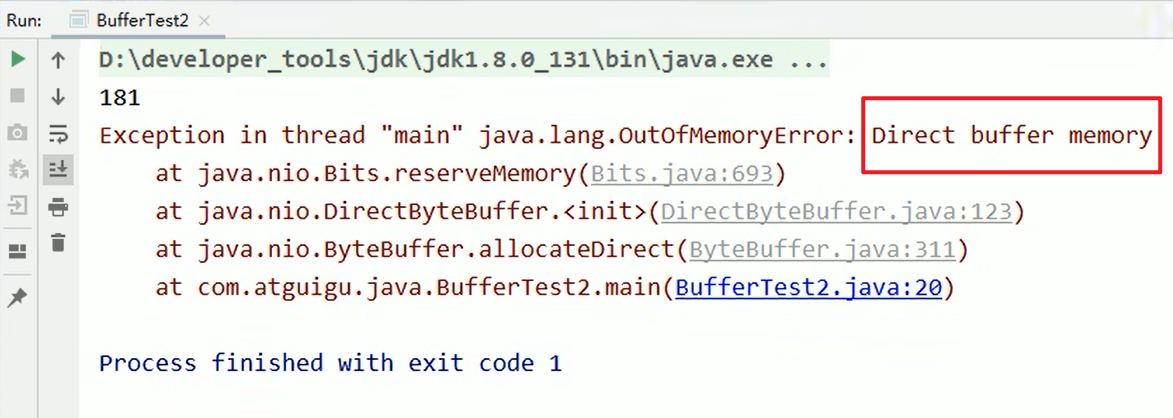 Run: BufferTest2 ×
D:\developer_tools\jdk\jdk1.8.0_131\bin\java.exe ...
181
Exception in thread "main" java.lang.OutOfMemoryError: Direct buffer memory
at java.nio.Bits.reserveMemory(Bits.java:693)
at java.nio.DirectByteBuffer.<init>(DirectByteBuffer.java:123)
at java.nio.ByteBuffer.allocateDirect(ByteBuffer.java:311)
at com.atguigu.java.BufferTest2.main(BufferTest2.java:20)
Process finished with exit code 1